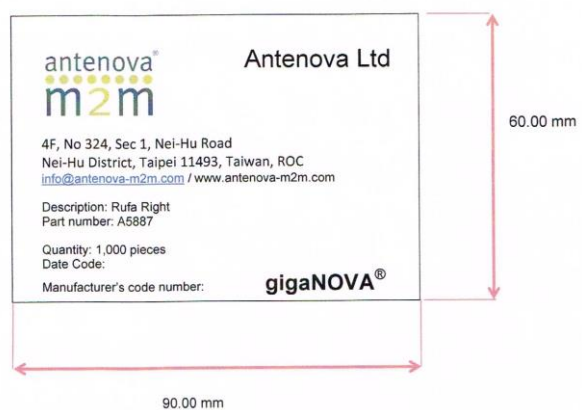 antenova®
m2m
Antenova Ltd
60.00 mm
4F, No 324, Sec 1, Nei-Hu Road
Nei-Hu District, Taipei 11493, Taiwan, ROC
info@antenova-m2m.com / www.antenova-m2m.com
Description: Rufa Right
Part number: A5887
Quantity: 1,000 pieces
Date Code:
Manufacturer's code number:
gigaNOVA®
90.00 mm